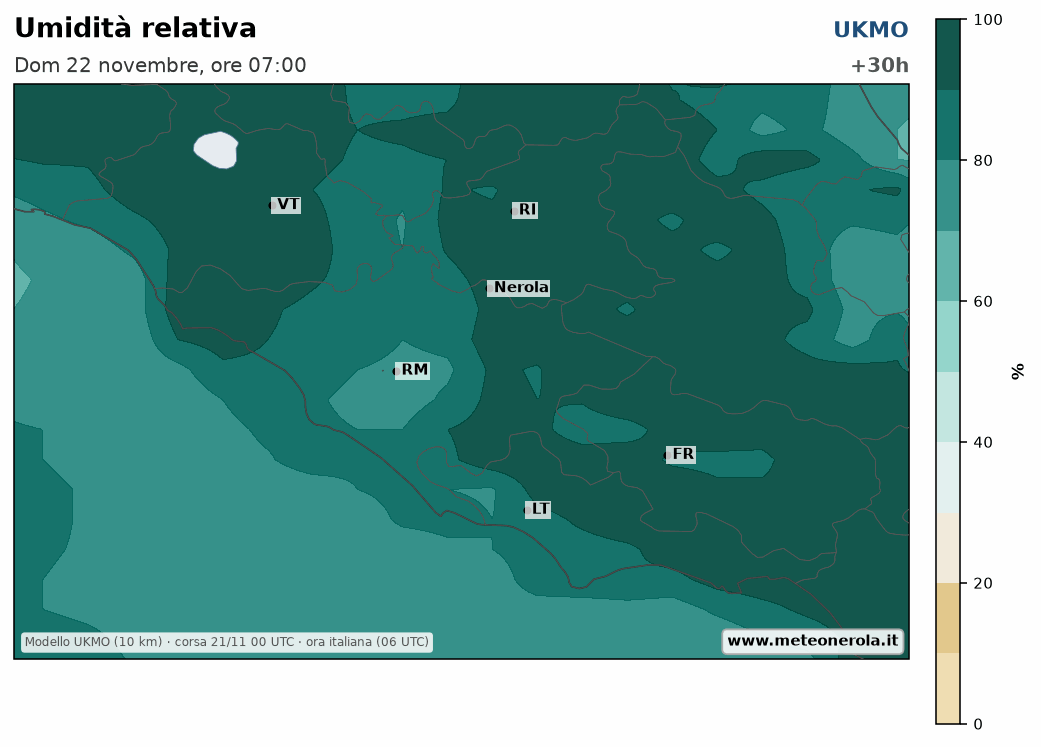 Umidità relativa
UKMO
Dom 22 novembre, ore 07:00
+30h
VT
RI
Nerola
RM
FR
LT
Modello UKMO (10 km) · corsa 21/11 00 UTC · ora italiana (06 UTC)
www.meteonerola.it
100
80
60
40
20
0
%